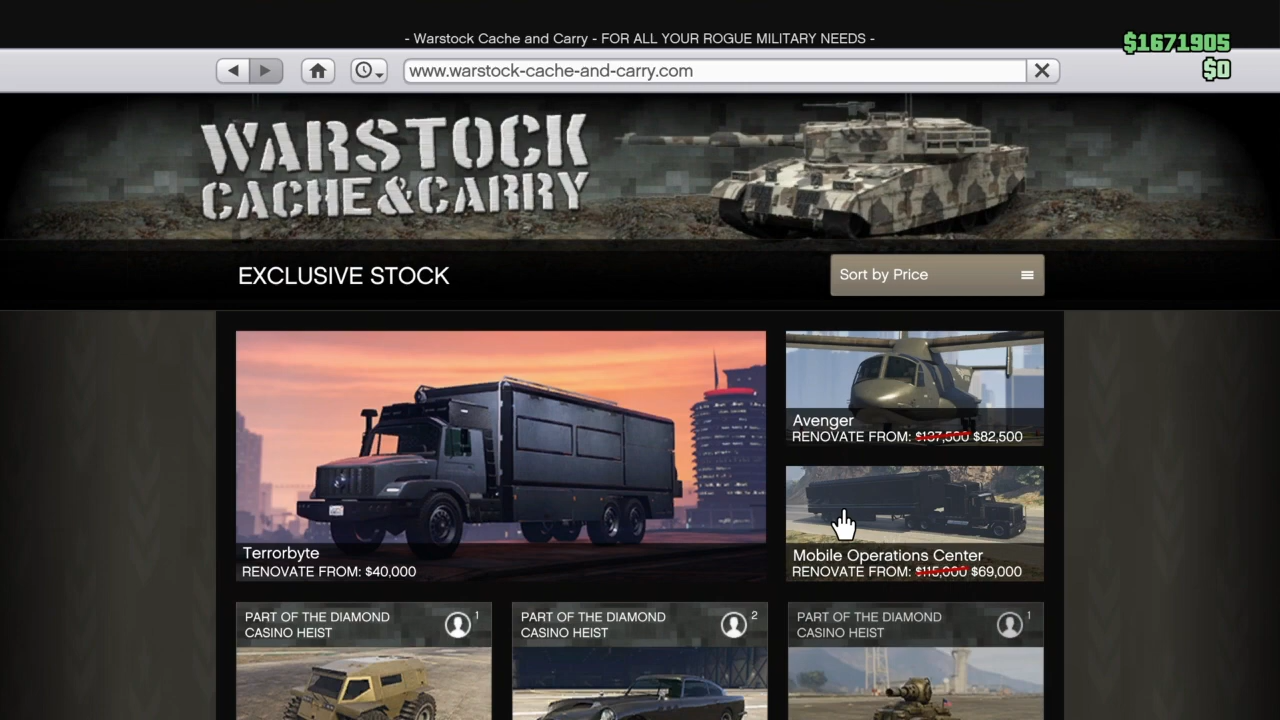 - Warstock Cache and Carry - FOR ALL YOUR ROGUE MILITARY NEEDS -
$1671905
$0
www.warstock-cache-and-carry.com
WARSTOCK
CACHE&CARRY
EXCLUSIVE STOCK
Sort by Price
Terrorbyte
RENOVATE FROM: $40,000
Avenger
RENOVATE FROM: $137,500 $82,500
Mobile Operations Center
RENOVATE FROM: $115,000 $69,000
PART OF THE DIAMOND
CASINO HEIST
1
PART OF THE DIAMOND
CASINO HEIST
2
PART OF THE DIAMOND
CASINO HEIST
1